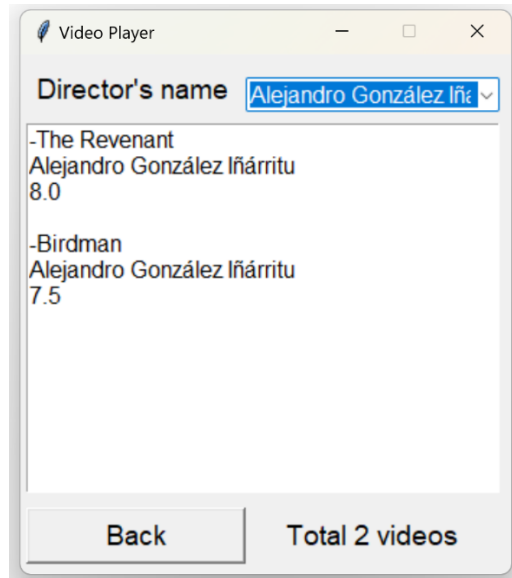 Video Player
Director's name
Alejandro González Iñá
-The Revenant
Alejandro González Iñárritu
8.0
-Birdman
Alejandro González Iñárritu
7.5
Back
Total 2 videos